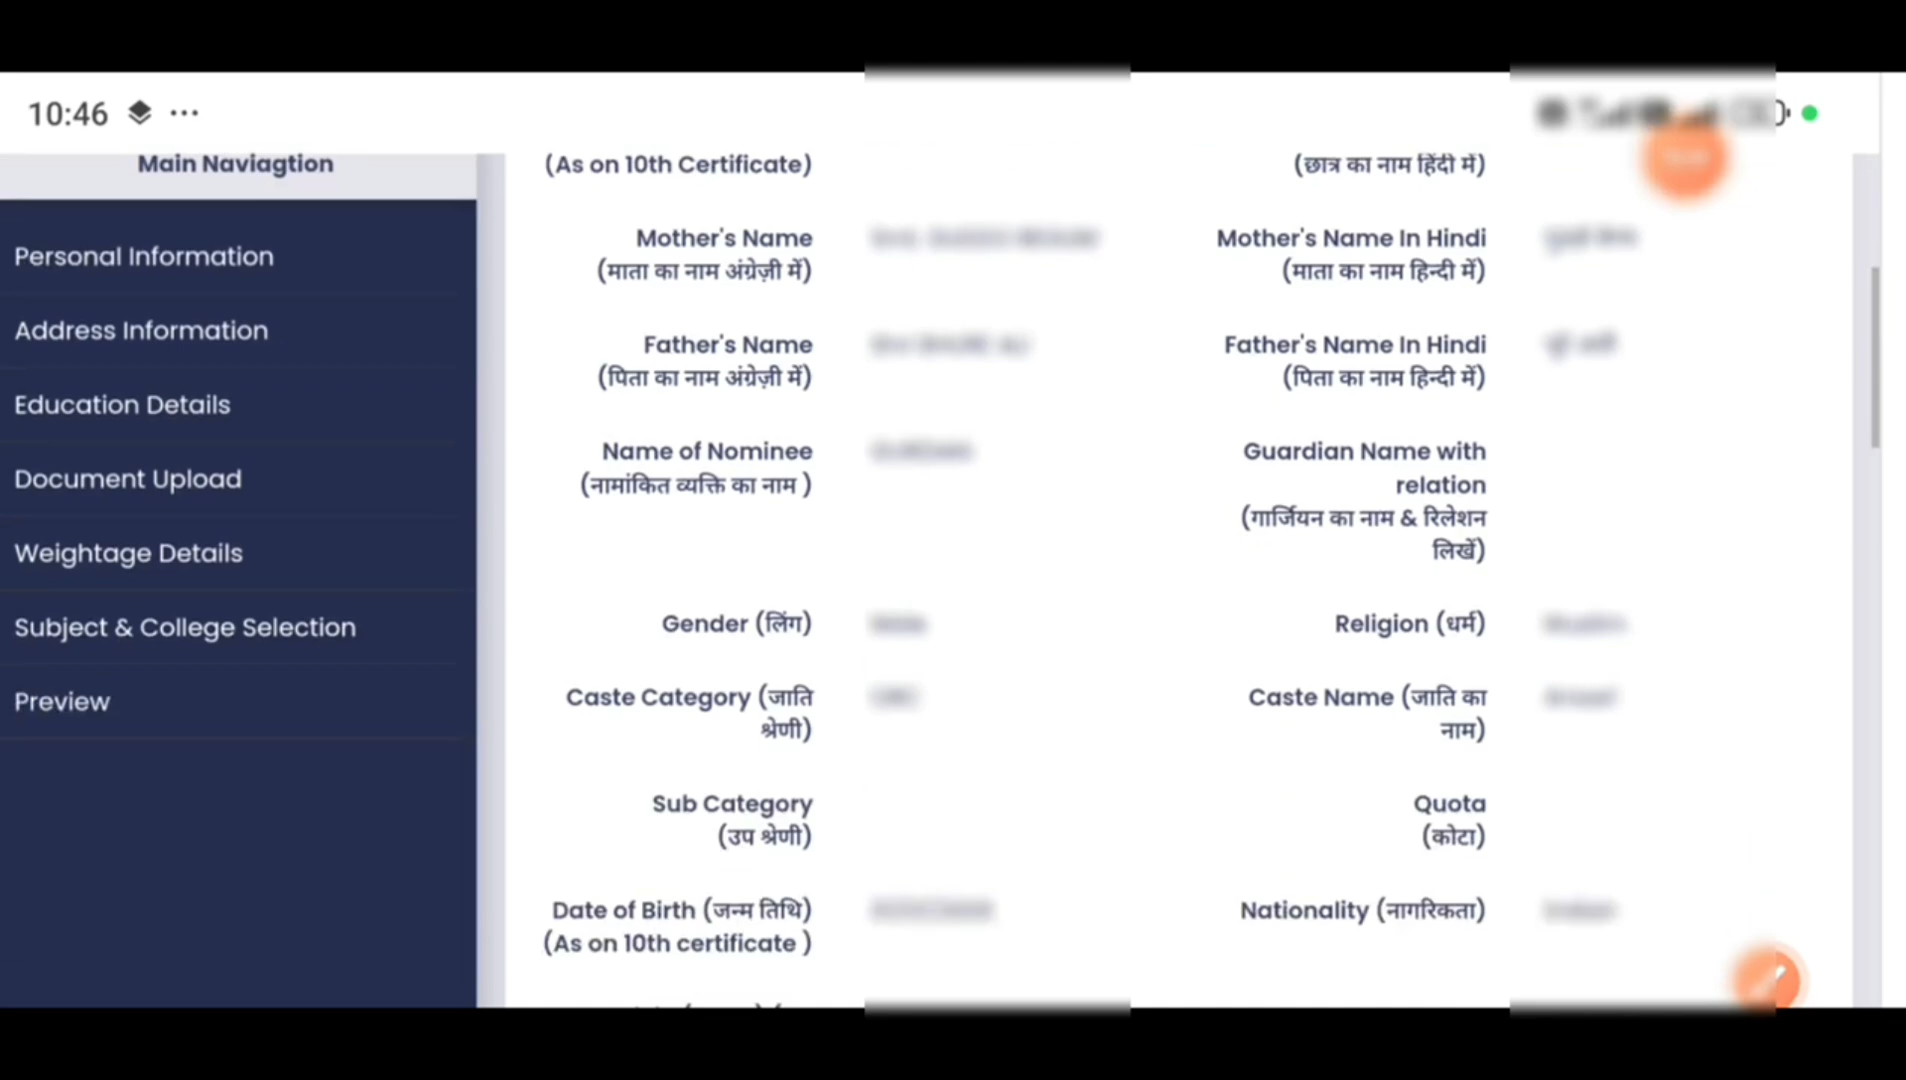 10:46
Main Naviagtion
Personal Information
Address Information
Education Details
Document Upload
Weightage Details
Subject & College Selection
Preview
(As on 10th Certificate)
(छात्र का नाम हिंदी में)
Mother's Name
(माता का नाम अंग्रेज़ी में)
Mother's Name In Hindi
(माता का नाम हिन्दी में)
Father's Name
(पिता का नाम अंग्रेज़ी में)
Father's Name In Hindi
(पिता का नाम हिन्दी में)
Name of Nominee
(नामांकित व्यक्ति का नाम )
Guardian Name with
relation
(गार्जियन का नाम & रिलेशन
लिखें)
Gender (लिंग)
Religion (धर्म)
Caste Category (जाति
श्रेणी)
Caste Name (जाति का
नाम)
Sub Category
(उप श्रेणी)
Quota
(कोटा)
Date of Birth (जन्म तिथि)
(As on 10th certificate )
Nationality (नागरिकता)